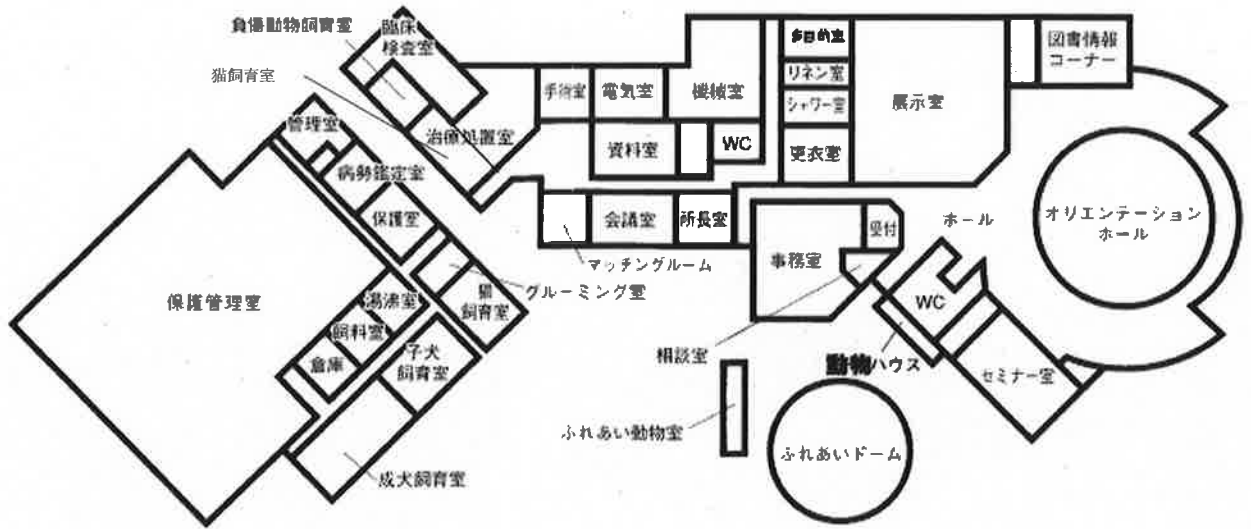 負傷動物飼育室
臨床
検査室
猫飼育室
管理室
病勢鑑定室
保護室
治療処置室
手術室
電気室
機械室
資料室
WC
多目的室
リネン室
シャワー室
更衣室
展示室
図書情報
コーナー
マッチングルーム
会議室
所長室
事務室
受付
ホール
オリエンテーション
ホール
保護管理室
湯沸室
飼料室
倉庫
グルーミング室
猫
飼育室
子犬
飼育室
成犬飼育室
相談室
WC
動物ハウス
セミナー室
ふれあい動物室
ふれあいドーム